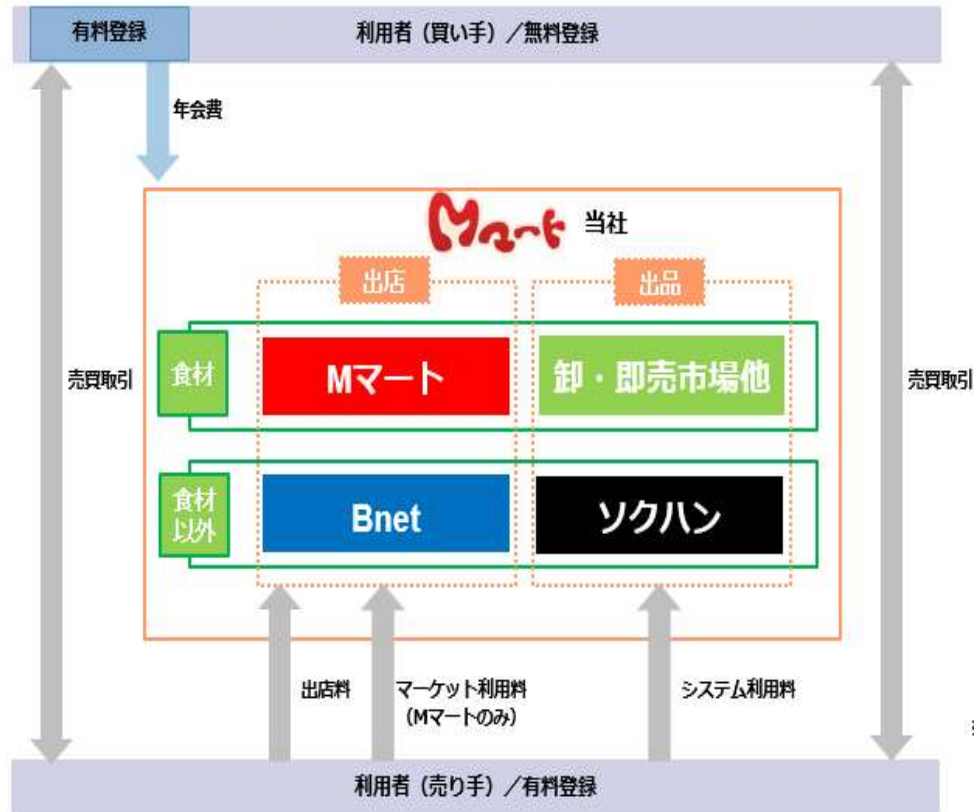 有料登録
利用者（買い手）／無料登録
年会費
Mマート 当社
出店
出品
食材
Mマート
卸・即売市場他
売買取引
売買取引
食材
以外
Bnet
ソクハン
出店料
マーケット利用料
（Mマートのみ）
システム利用料
利用者（売り手）／有料登録